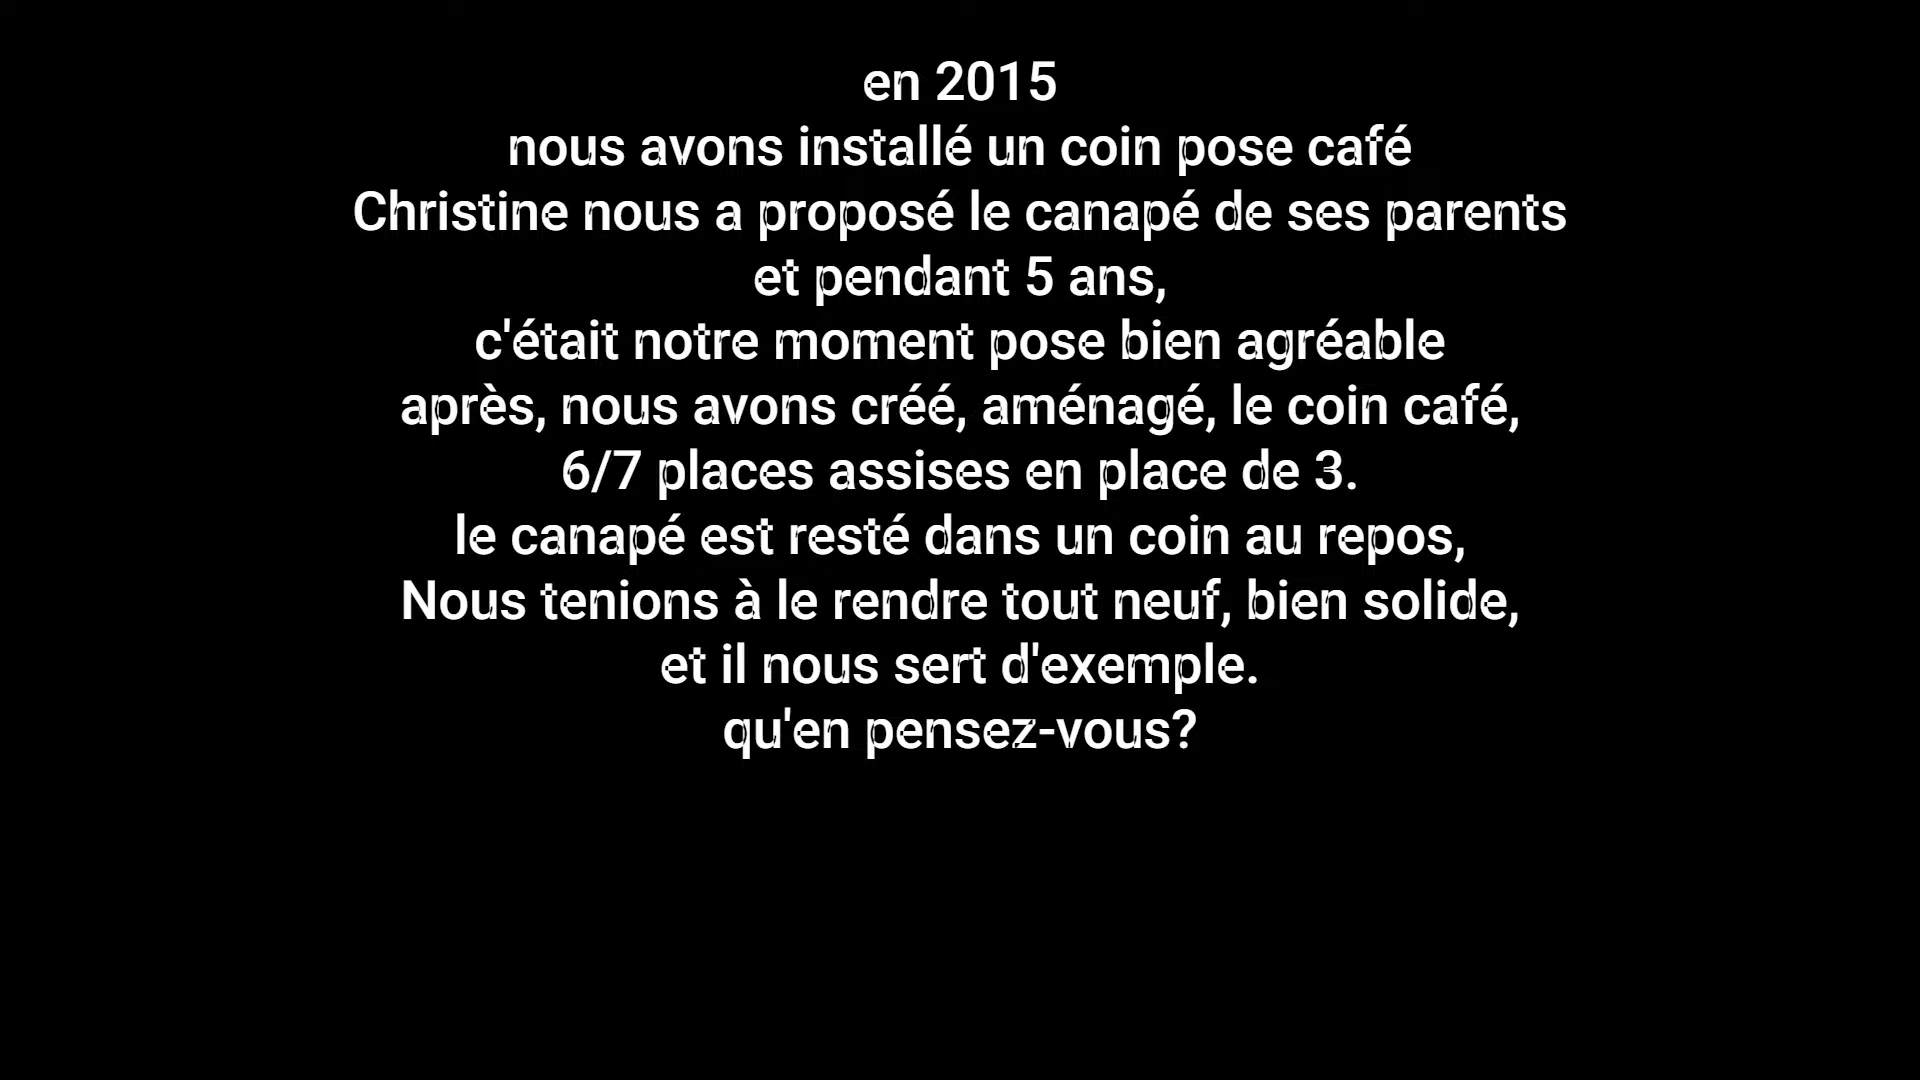 en 2015
nous avons installé un coin pose café
Christine nous a proposé le canapé de ses parents
et pendant 5 ans,
c'était notre moment pose bien agréable
après, nous avons créé, aménagé, le coin café,
6/7 places assises en place de 3.
le canapé est resté dans un coin au repos,
Nous tenions à le rendre tout neuf, bien solide,
et il nous sert d'exemple.
qu'en pensez-vous?